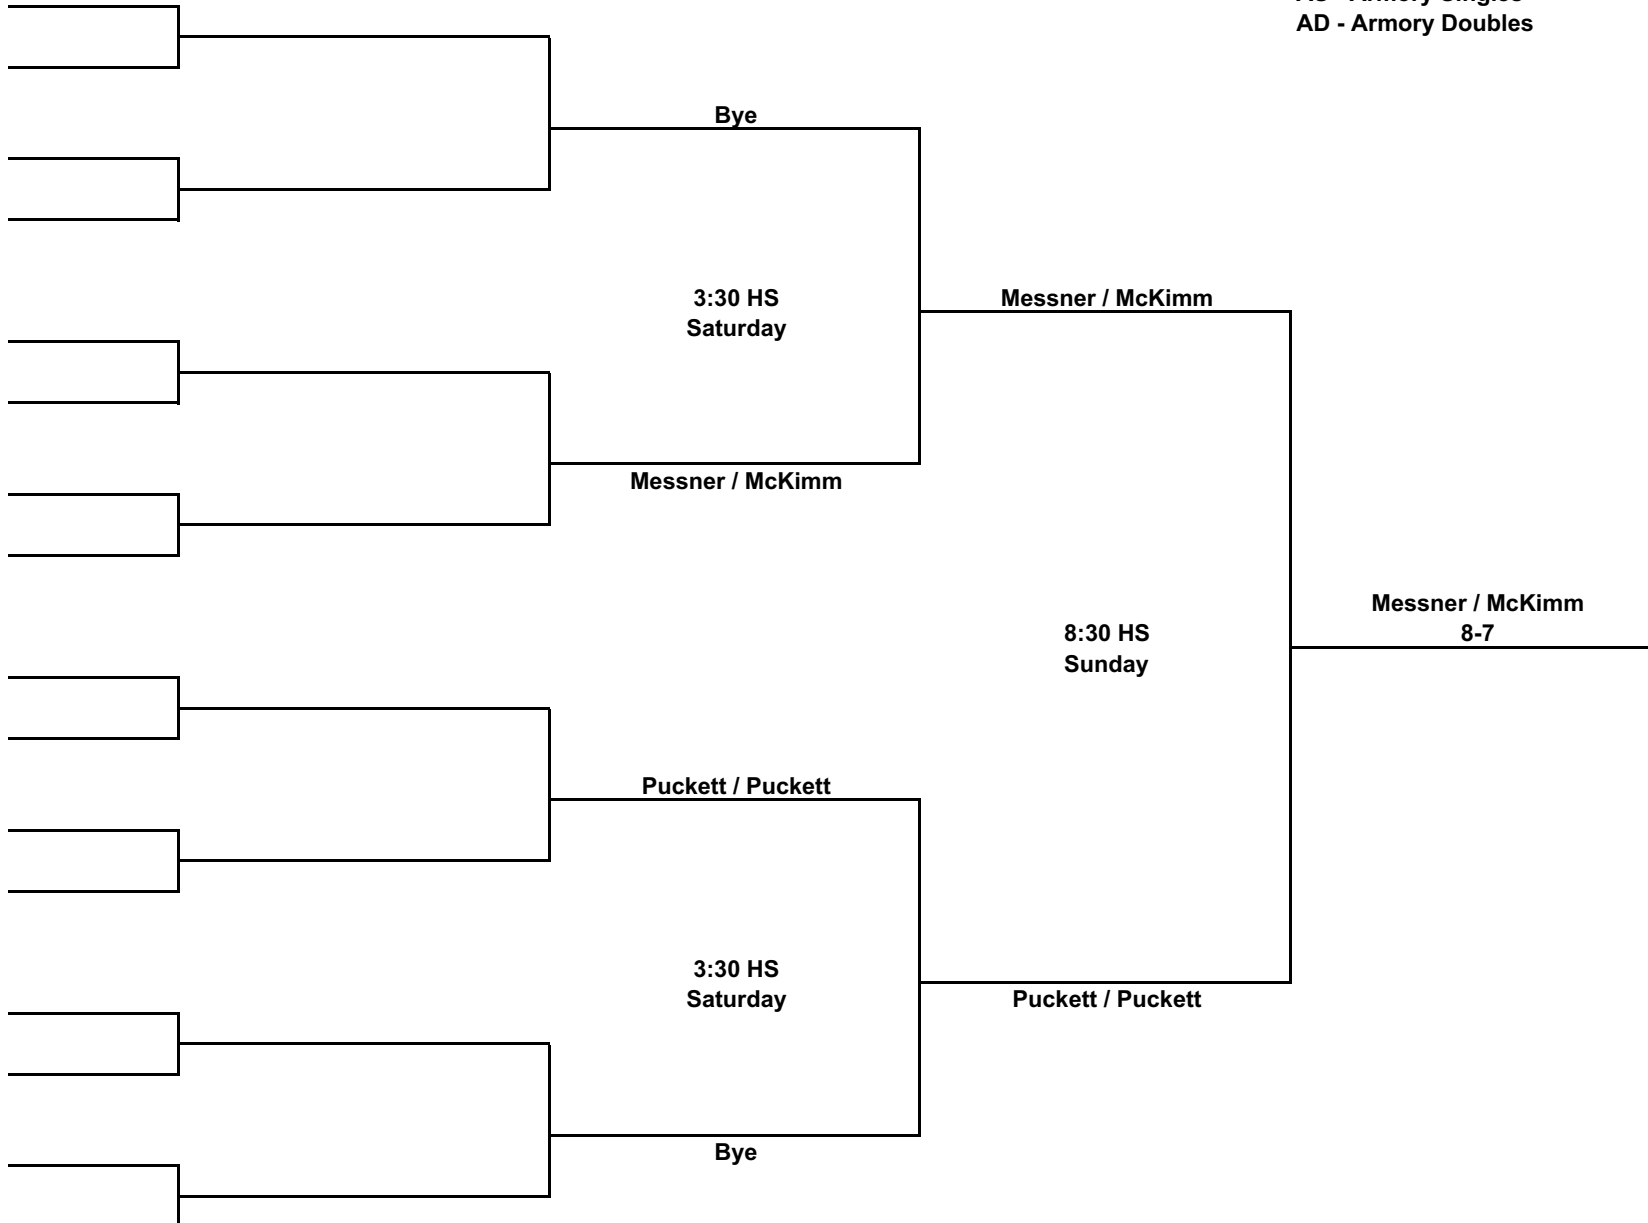 AD - Armory Doubles
Bye
3:30 HS
Saturday
Messner / McKimm
Messner / McKimm
Messner / McKimm
8-7
8:30 HS
Sunday
Puckett / Puckett
3:30 HS
Saturday
Puckett / Puckett
Bye